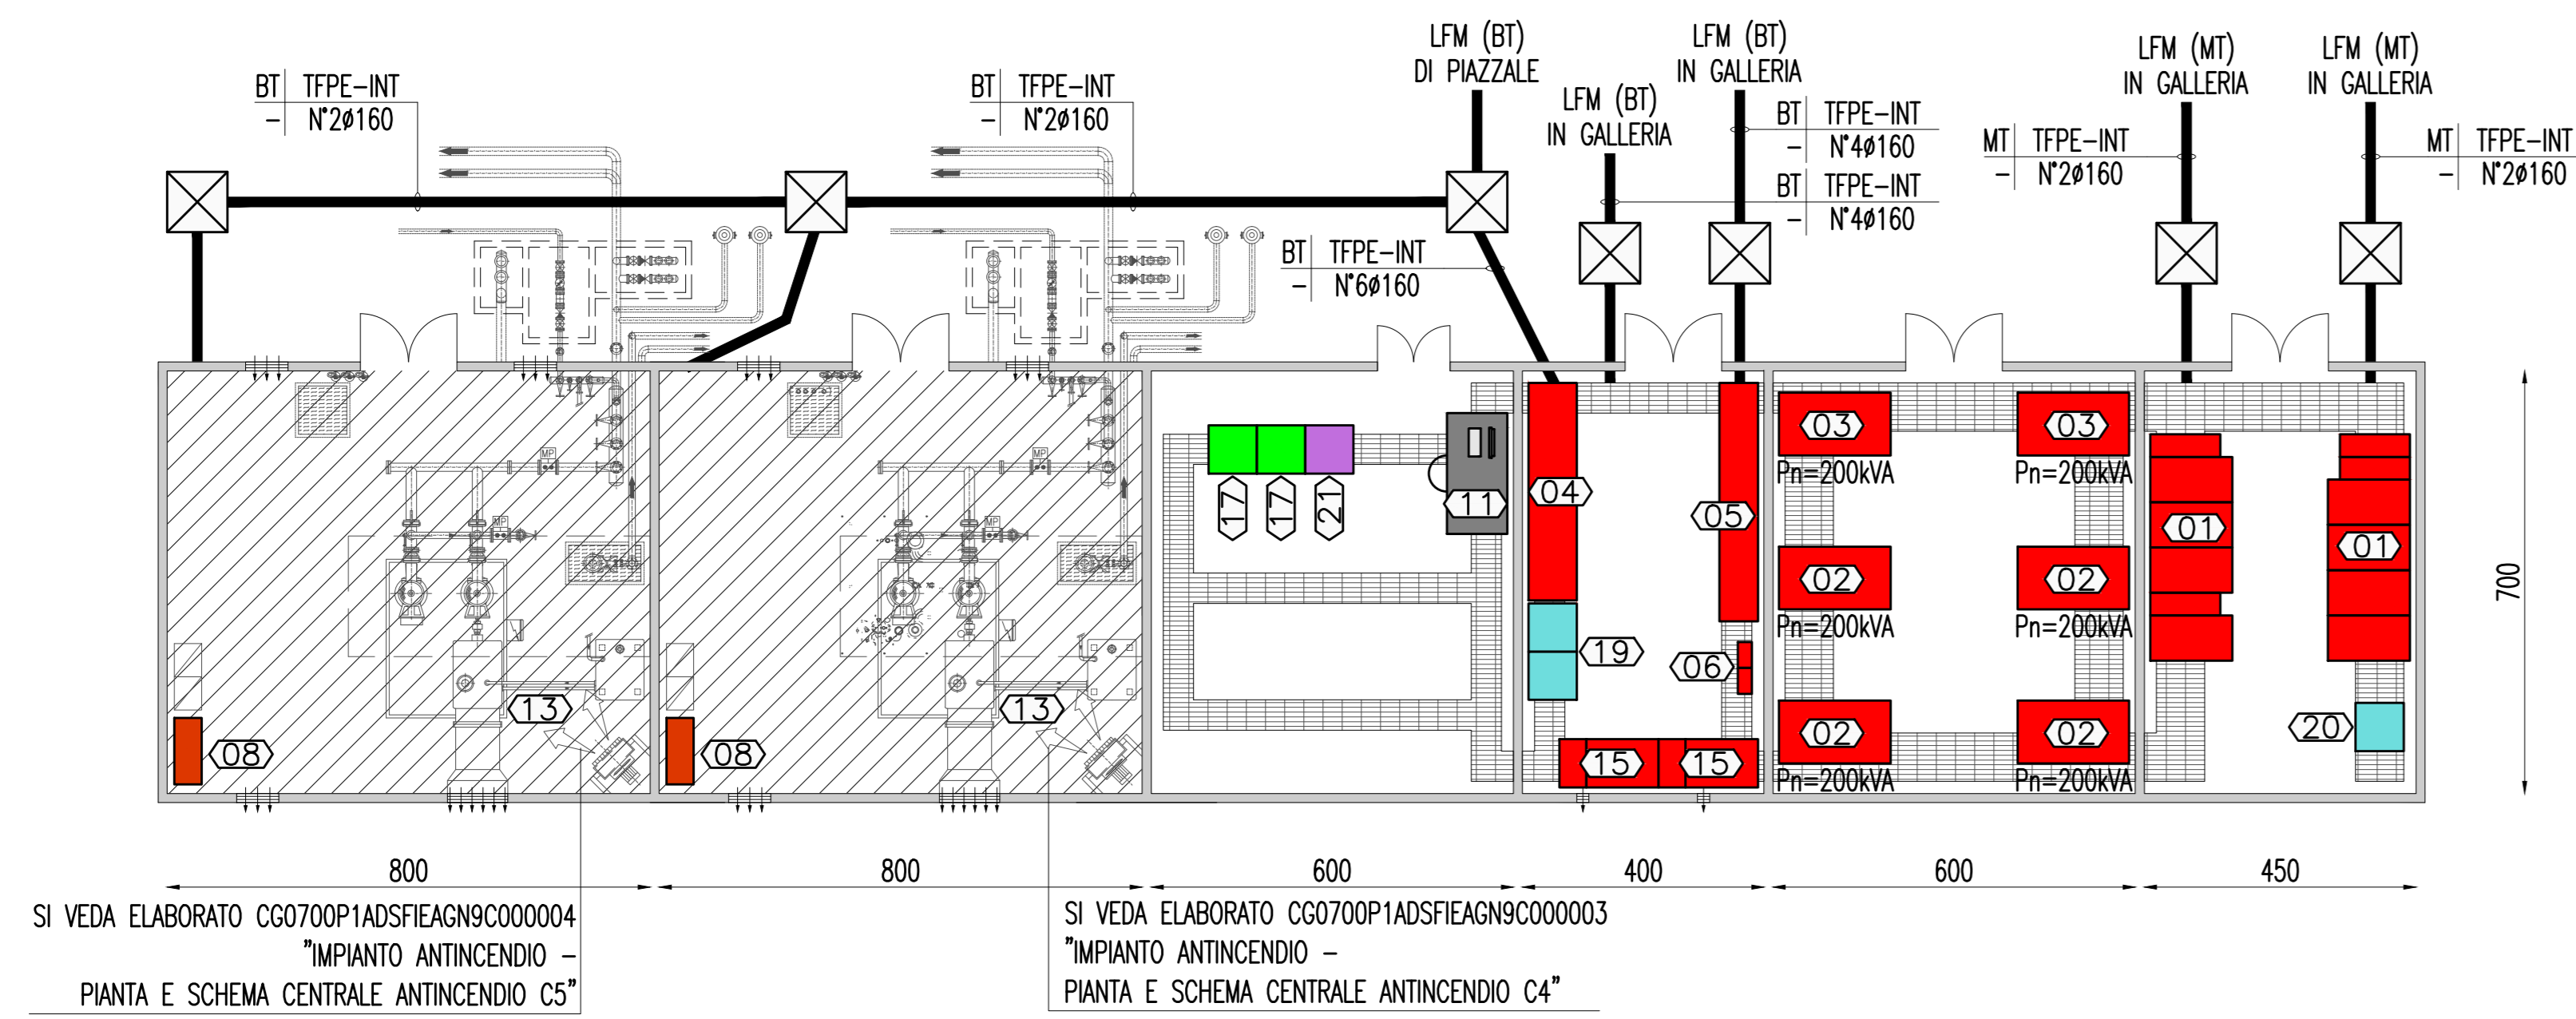 LFM (BT)
DI PIAZZALE
LFM (BT)
IN GALLERIA
LFM (BT)
IN GALLERIA
LFM (MT)
IN GALLERIA
LFM (MT)
IN GALLERIA
BT TFPE-INT
- N°2ø160
BT TFPE-INT
- N°2ø160
BT TFPE-INT
- N°4ø160
BT TFPE-INT
- N°4ø160
MT TFPE-INT
- N°2ø160
MT TFPE-INT
- N°2ø160
BT TFPE-INT
- N°6ø160
MP
MP
MP
MP
08
13
08
13
17
17
21
11
04
05
19
06
15
15
03
Pn=200kVA
03
Pn=200kVA
02
Pn=200kVA
02
Pn=200kVA
02
Pn=200kVA
02
Pn=200kVA
01
01
20
700
800
800
600
400
600
450
SI VEDA ELABORATO CG0700P1ADSFIEAGN9C000004
"IMPIANTO ANTINCENDIO -
PIANTA E SCHEMA CENTRALE ANTINCENDIO C5"
SI VEDA ELABORATO CG0700P1ADSFIEAGN9C000003
"IMPIANTO ANTINCENDIO -
PIANTA E SCHEMA CENTRALE ANTINCENDIO C4"